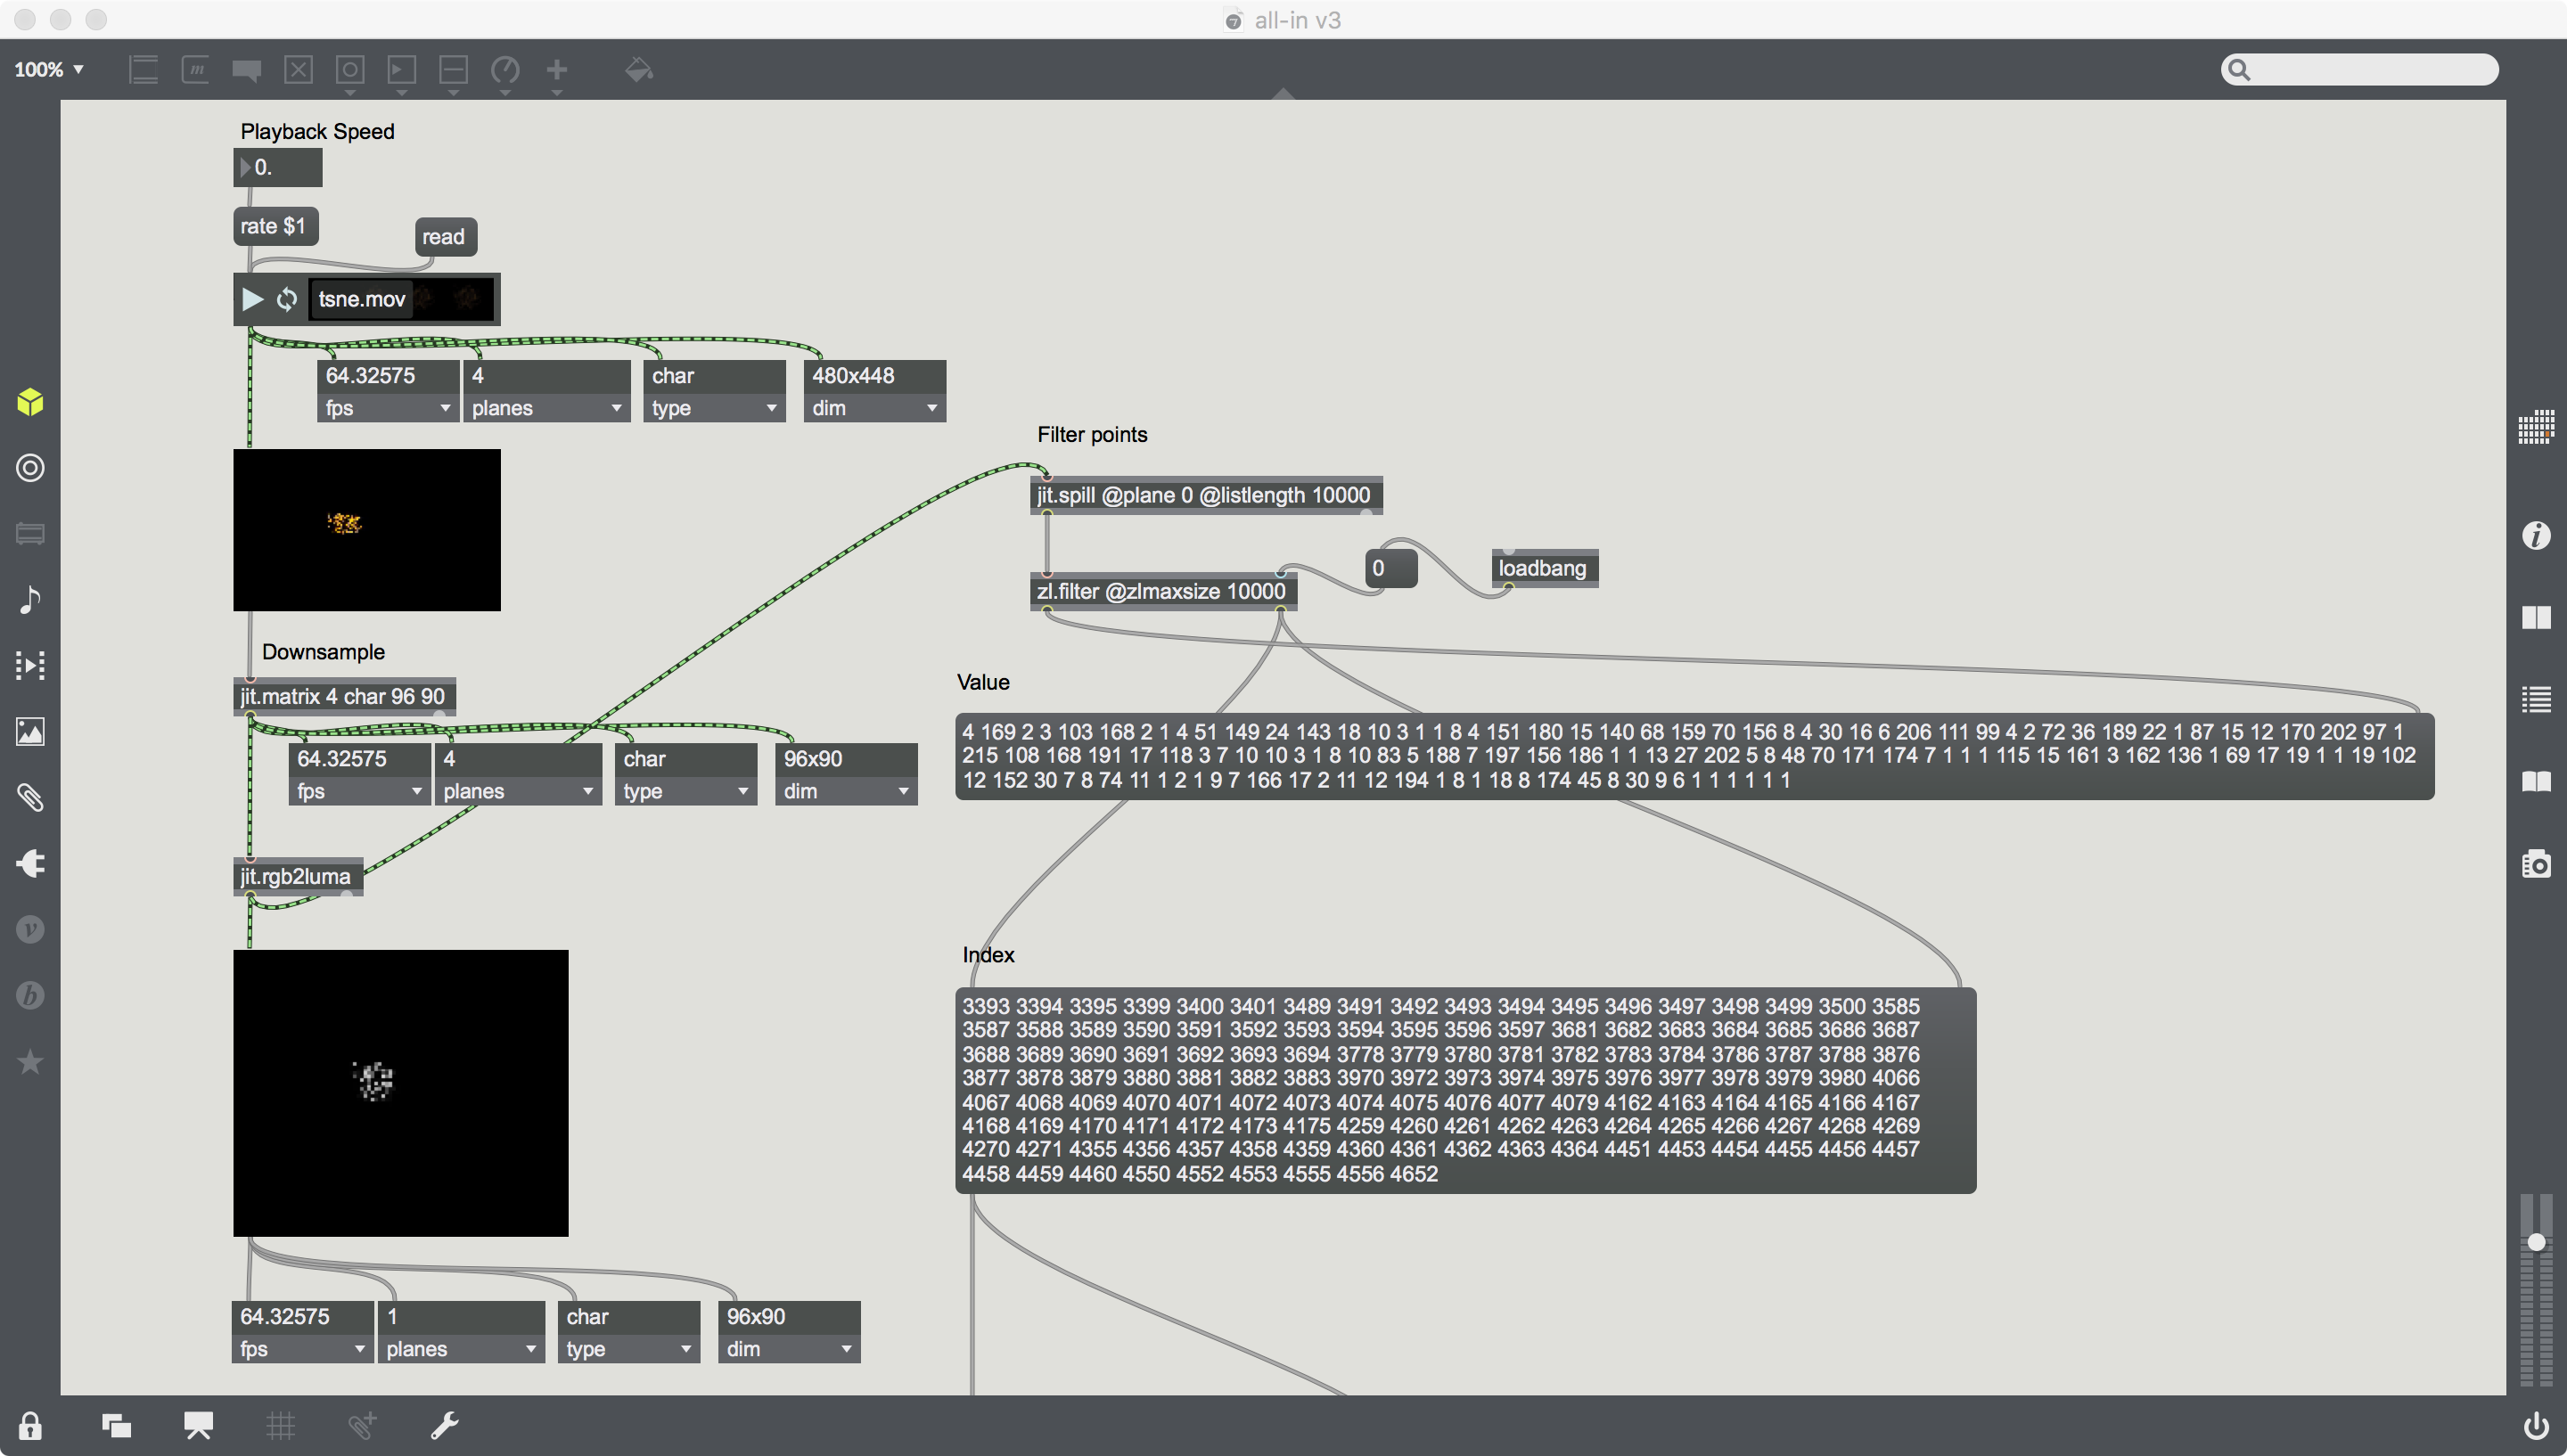 all-in v3
100%
Playback Speed
0.
rate $1
read
tsne.mov
64.32575
4
char
480x448
fps
planes
type
dim
Filter points
jit.spill @plane 0 @listlength 10000
0
loadbang
zl.filter @zlmaxsize 10000
Downsample
Value
jit.matrix 4 char 96 90
4 169 2 3 103 168 2 1 4 51 149 24 143 18 10 3 1 1 8 4 151 180 15 140 68 159 70 156 8 4 30 16 6 206 111 99 4 2 72 36 189 22 1 87 15 12 170 202 97 1
215 108 168 191 17 118 3 7 10 10 3 1 8 10 83 5 188 7 197 156 186 1 1 13 27 202 5 8 48 70 171 174 7 1 1 1 115 15 161 3 162 136 1 69 17 19 1 1 19 102
12 152 30 7 8 74 11 1 2 1 9 7 166 17 2 11 12 194 1 8 1 18 8 174 45 8 30 9 6 1 1 1 1 1 1
64.32575
4
char
96x90
fps
planes
type
dim
jit.rgb2luma
Index
3393 3394 3395 3399 3400 3401 3489 3491 3492 3493 3494 3495 3496 3497 3498 3499 3500 3585
3587 3588 3589 3590 3591 3592 3593 3594 3595 3596 3597 3681 3682 3683 3684 3685 3686 3687
3688 3689 3690 3691 3692 3693 3694 3778 3779 3780 3781 3782 3783 3784 3786 3787 3788 3876
3877 3878 3879 3880 3881 3882 3883 3970 3972 3973 3974 3975 3976 3977 3978 3979 3980 4066
4067 4068 4069 4070 4071 4072 4073 4074 4075 4076 4077 4079 4162 4163 4164 4165 4166 4167
4168 4169 4170 4171 4172 4173 4175 4259 4260 4261 4262 4263 4264 4265 4266 4267 4268 4269
4270 4271 4355 4356 4357 4358 4359 4360 4361 4362 4363 4364 4451 4453 4454 4455 4456 4457
4458 4459 4460 4550 4552 4553 4555 4556 4652
64.32575
1
char
96x90
fps
planes
type
dim